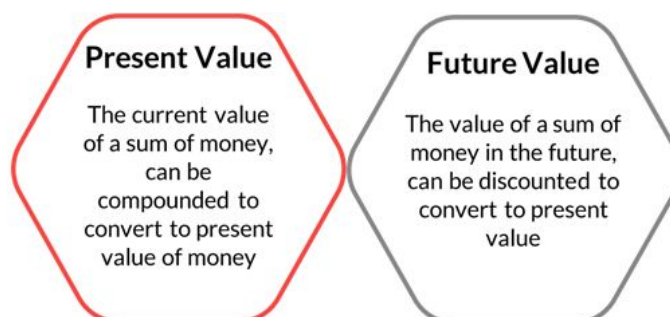 Present Value
The current value
of a sum of money,
can be
compounded to
convert to present
value of money
Future Value
The value of a sum of
money in the future,
can be discounted to
convert to present
value